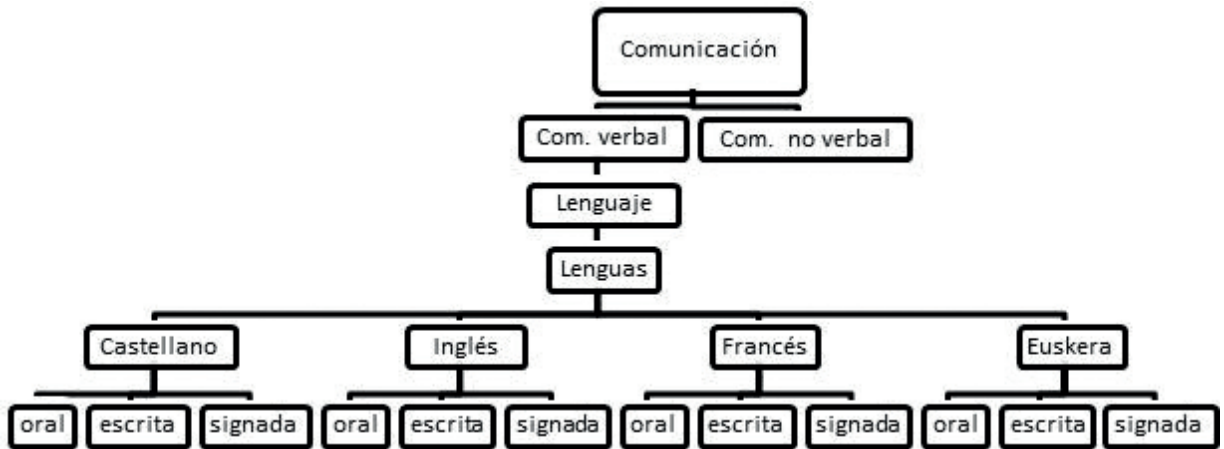 Comunicación
Com. verbal
Com. no verbal
Lenguaje
Lenguas
Castellano
Inglés
Francés
Euskera
oral
escrita
signada
oral
escrita
signada
oral
escrita
signada
oral
escrita
signada